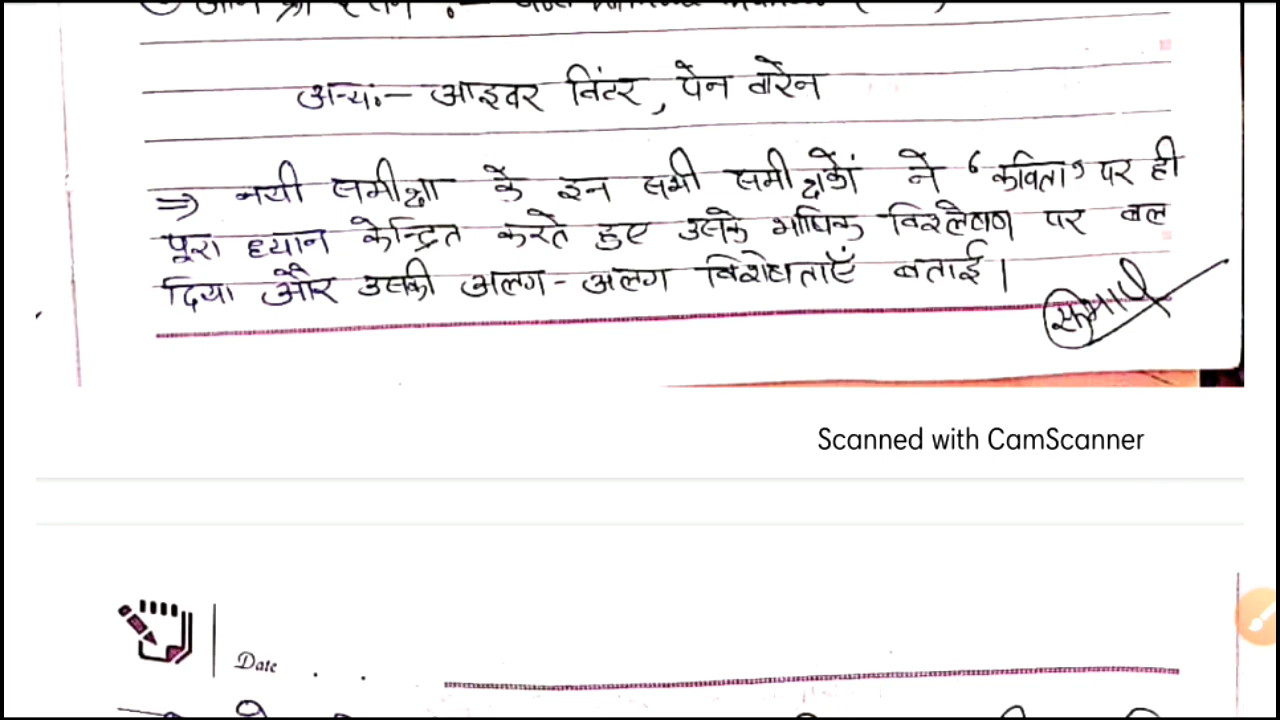 अन्यः- आइवर विंटर, पेन वारेन
⇒ नयी समीक्षा के इन सभी समीक्षकों ने ‘कविता’ पर ही
पूरा ध्यान केन्द्रित करते हुए उसके भाषिक विश्लेषण पर बल
दिया और उसकी अलग-अलग विशेषताएँ बताई।
Scanned with CamScanner
Date